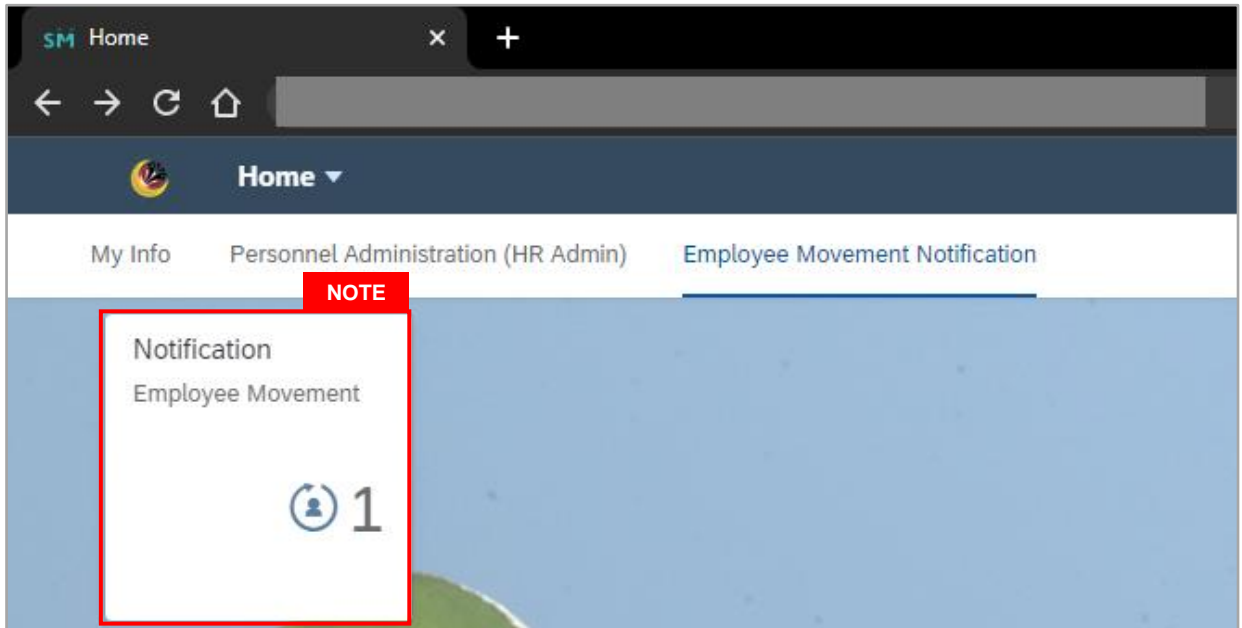 SM Home
Home
My Info Personnel Administration (HR Admin) Employee Movement Notification
NOTE
Notification
Employee Movement
1